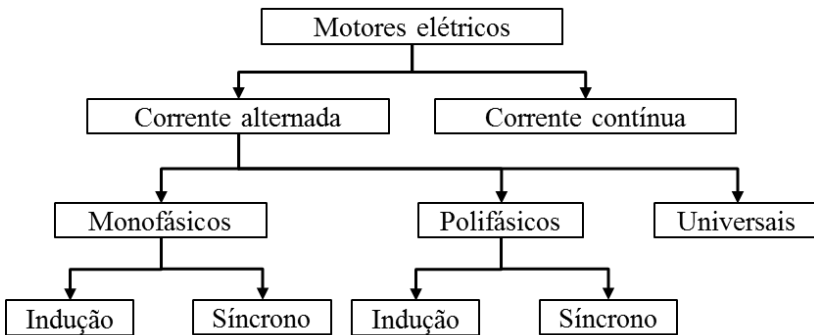 Motores elétricos
Corrente alternada
Corrente contínua
Monofásicos
Polifásicos
Universais
Indução
Síncrono
Indução
Síncrono